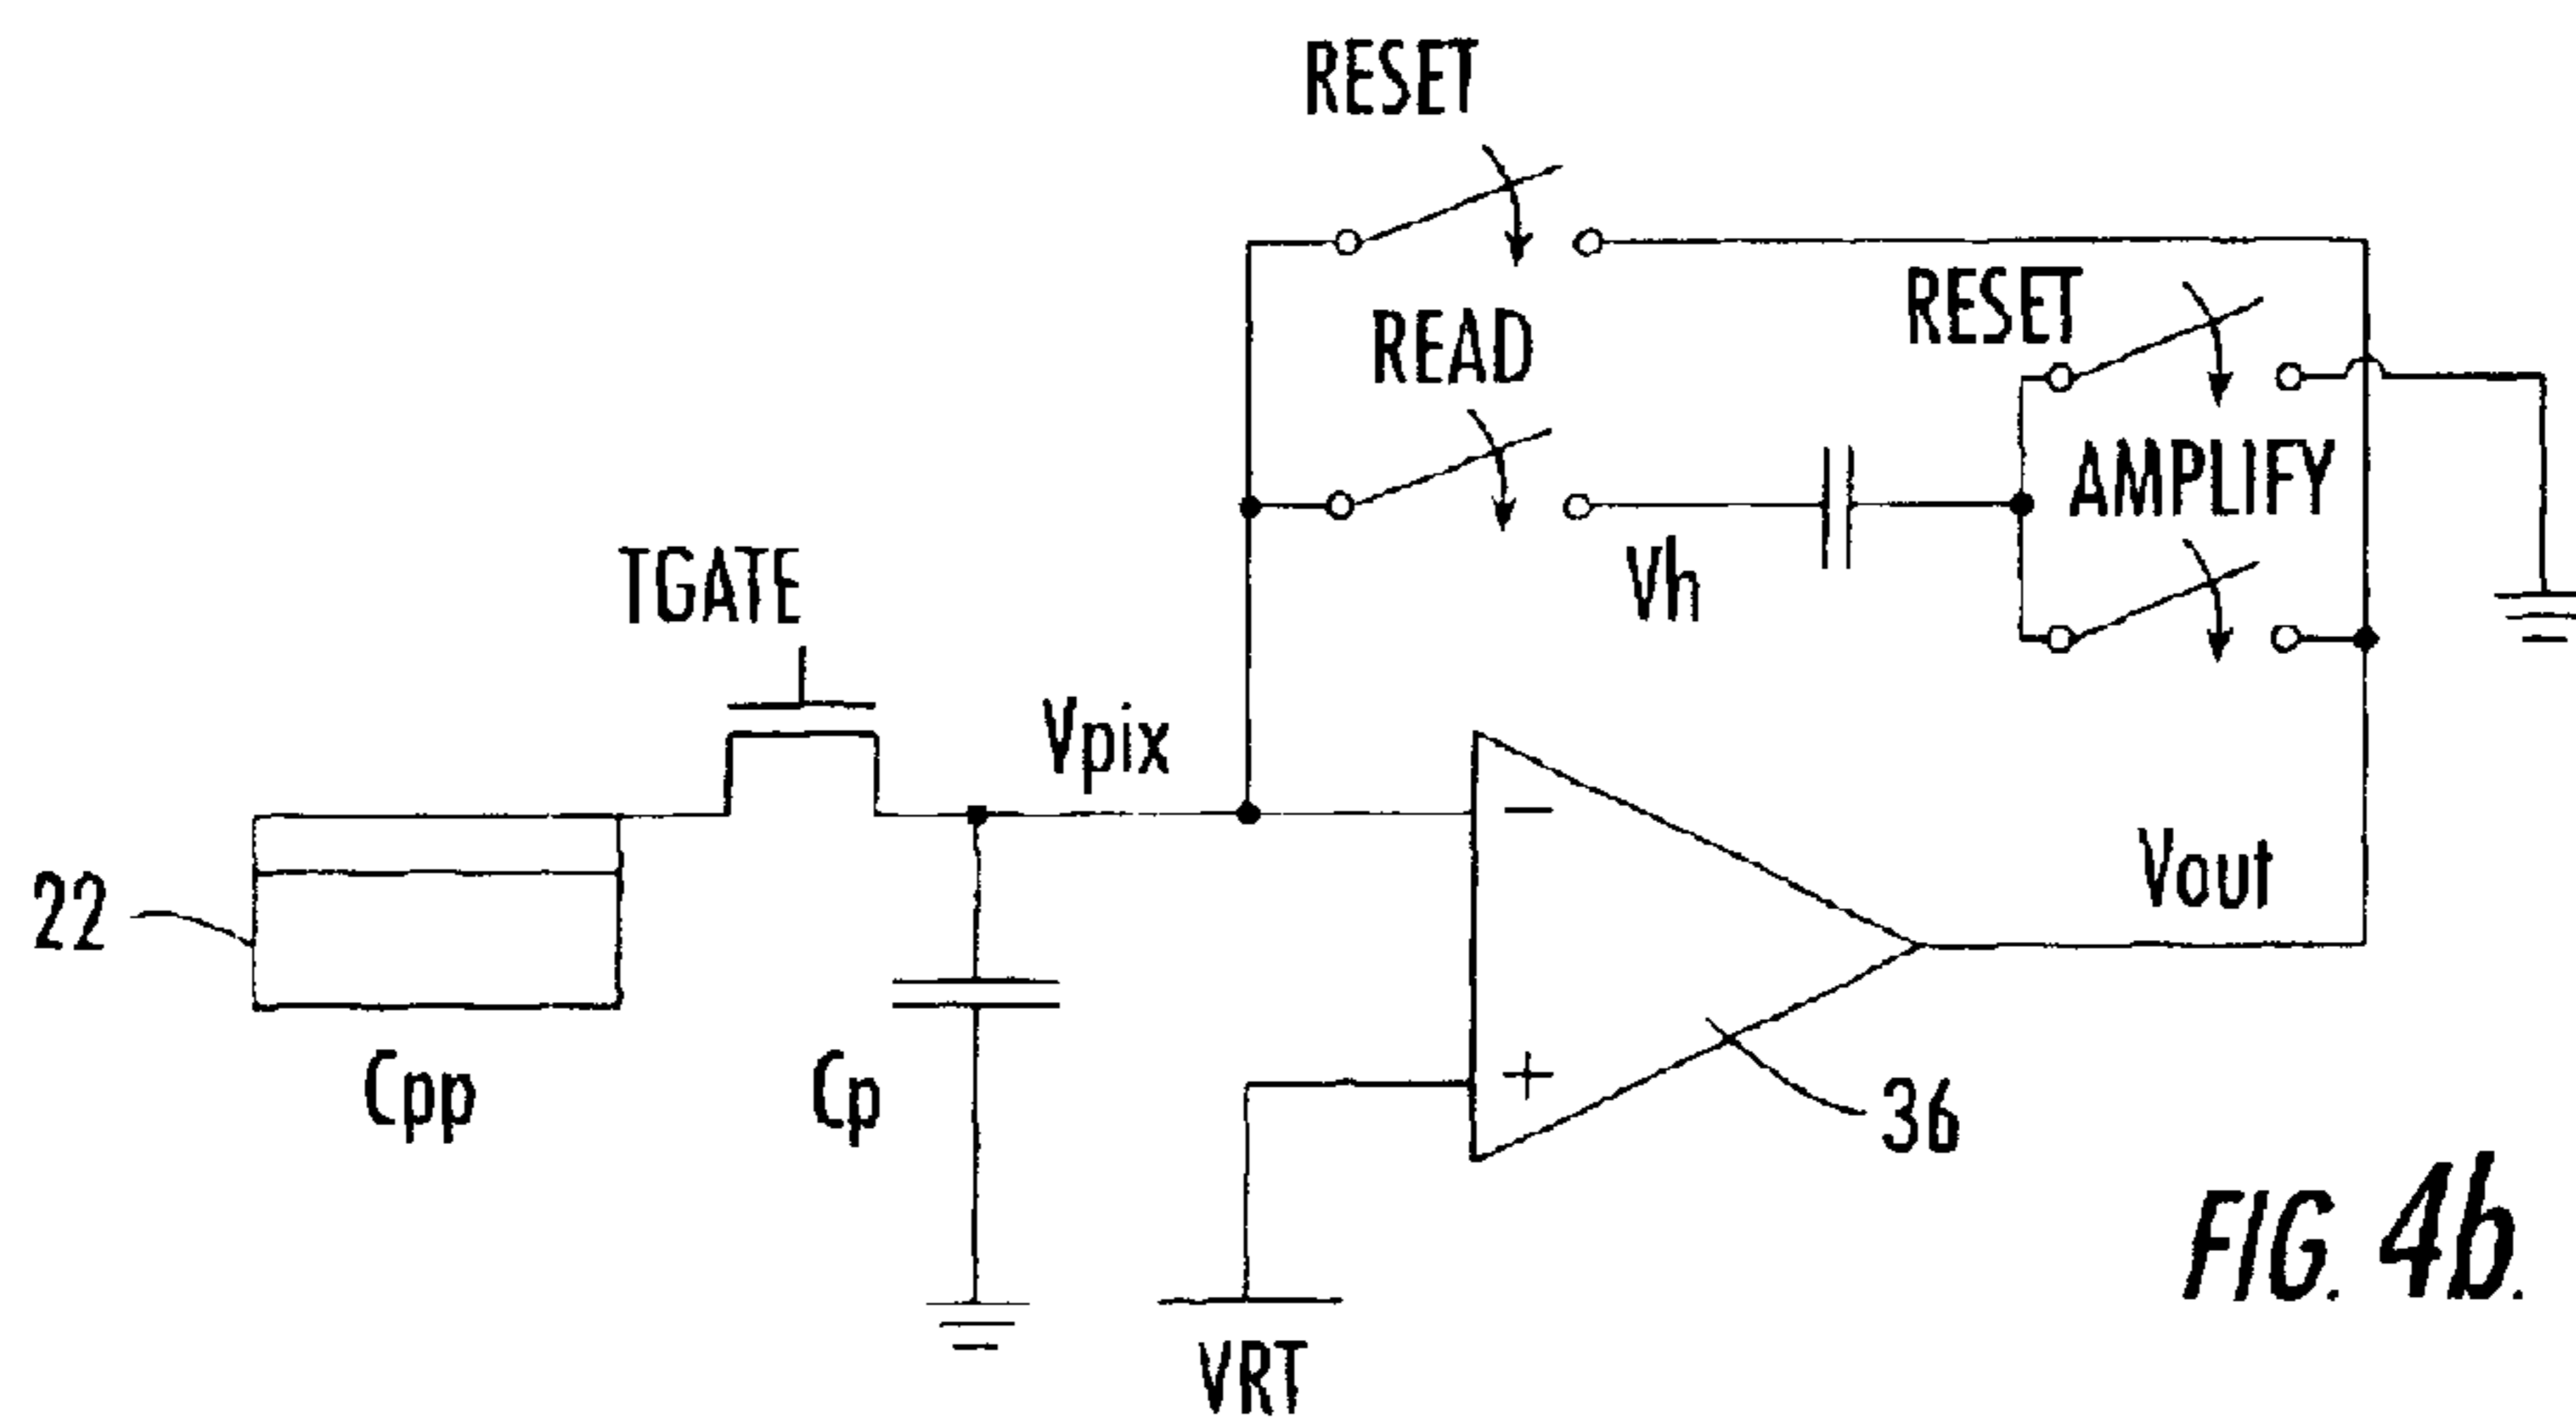 RESET
RESET
READ
AMPLIFY
Vh
TGATE
Vpix
−
Vout
22
Cpp
Cp
+
36
VRT
FIG. 4b.